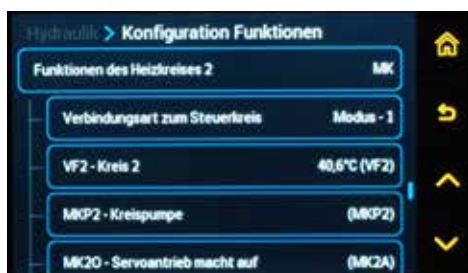 Hydraulik > Konfiguration Funktionen
Funktionen des Heizkreises 2 MK
Verbindungsart zum Steuerkreis Modus - 1
VF2 - Kreis 2 40,6°C (VF2)
MKP2 - Kreispumpe (MKP2)
MK2O - Servoantrieb macht auf (MK2A)